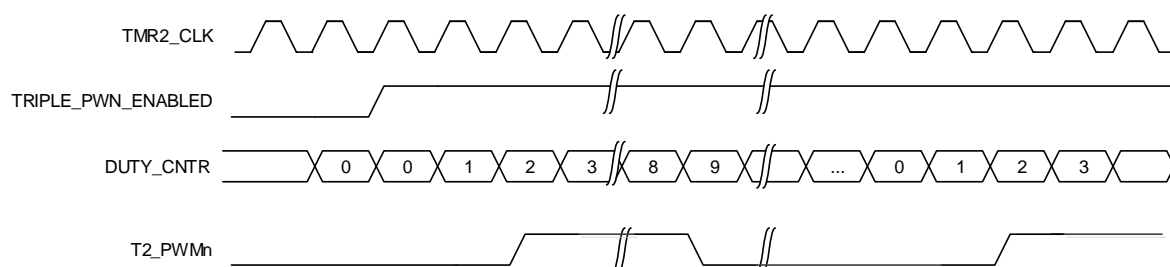 TMR2_CLK
TRIPLE_PWN_ENABLED
DUTY_CNTR 0 0 1 2 3 8 9 ... 0 1 2 3
T2_PWMn